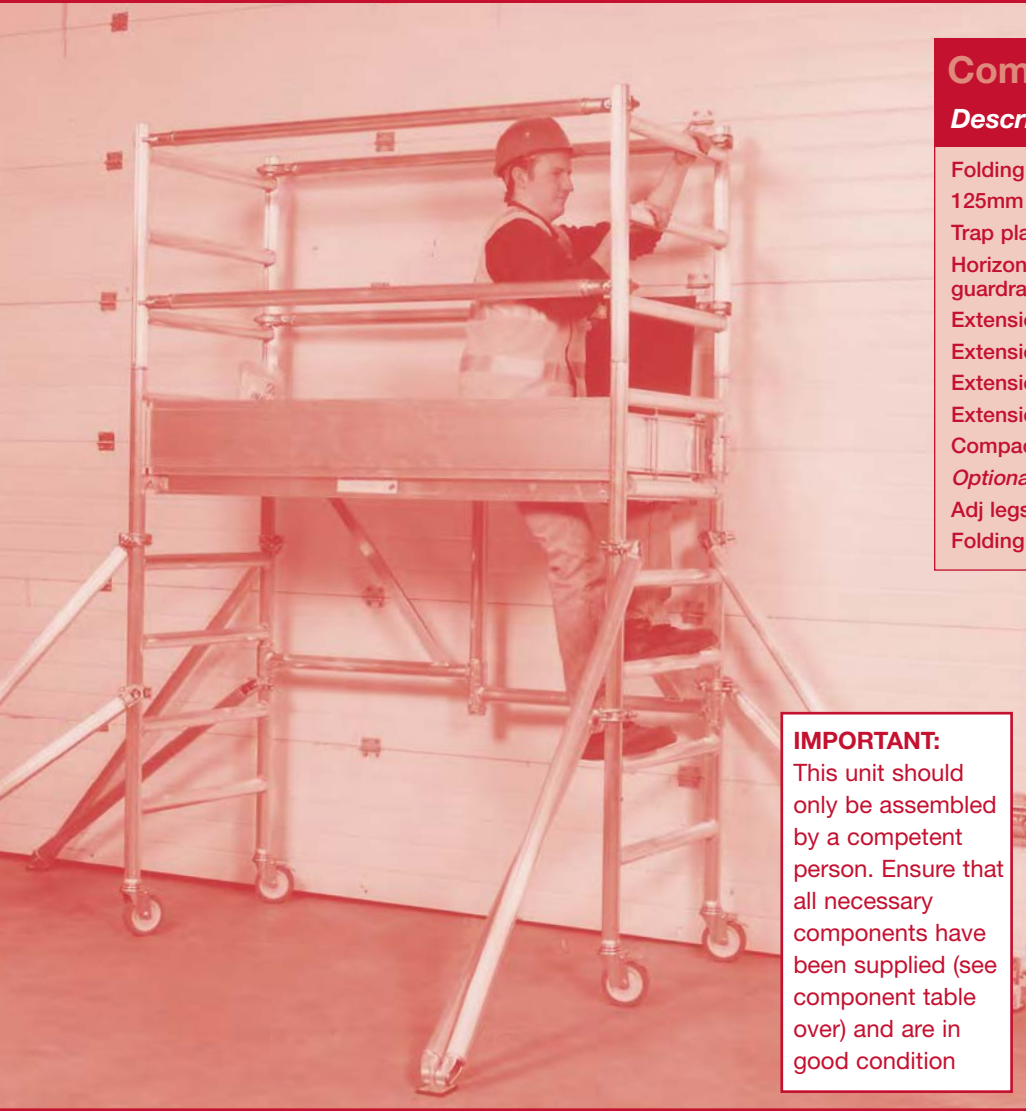 Com
Descri
Folding
125mm
Trap pla
Horizon
guardra
Extensio
Extensio
Extensio
Extensio
Compac
Optiona
Adj legs
Folding
IMPORTANT:
This unit should
only be assembled
by a competent
person. Ensure that
all necessary
components have
been supplied (see
component table
over) and are in
good condition